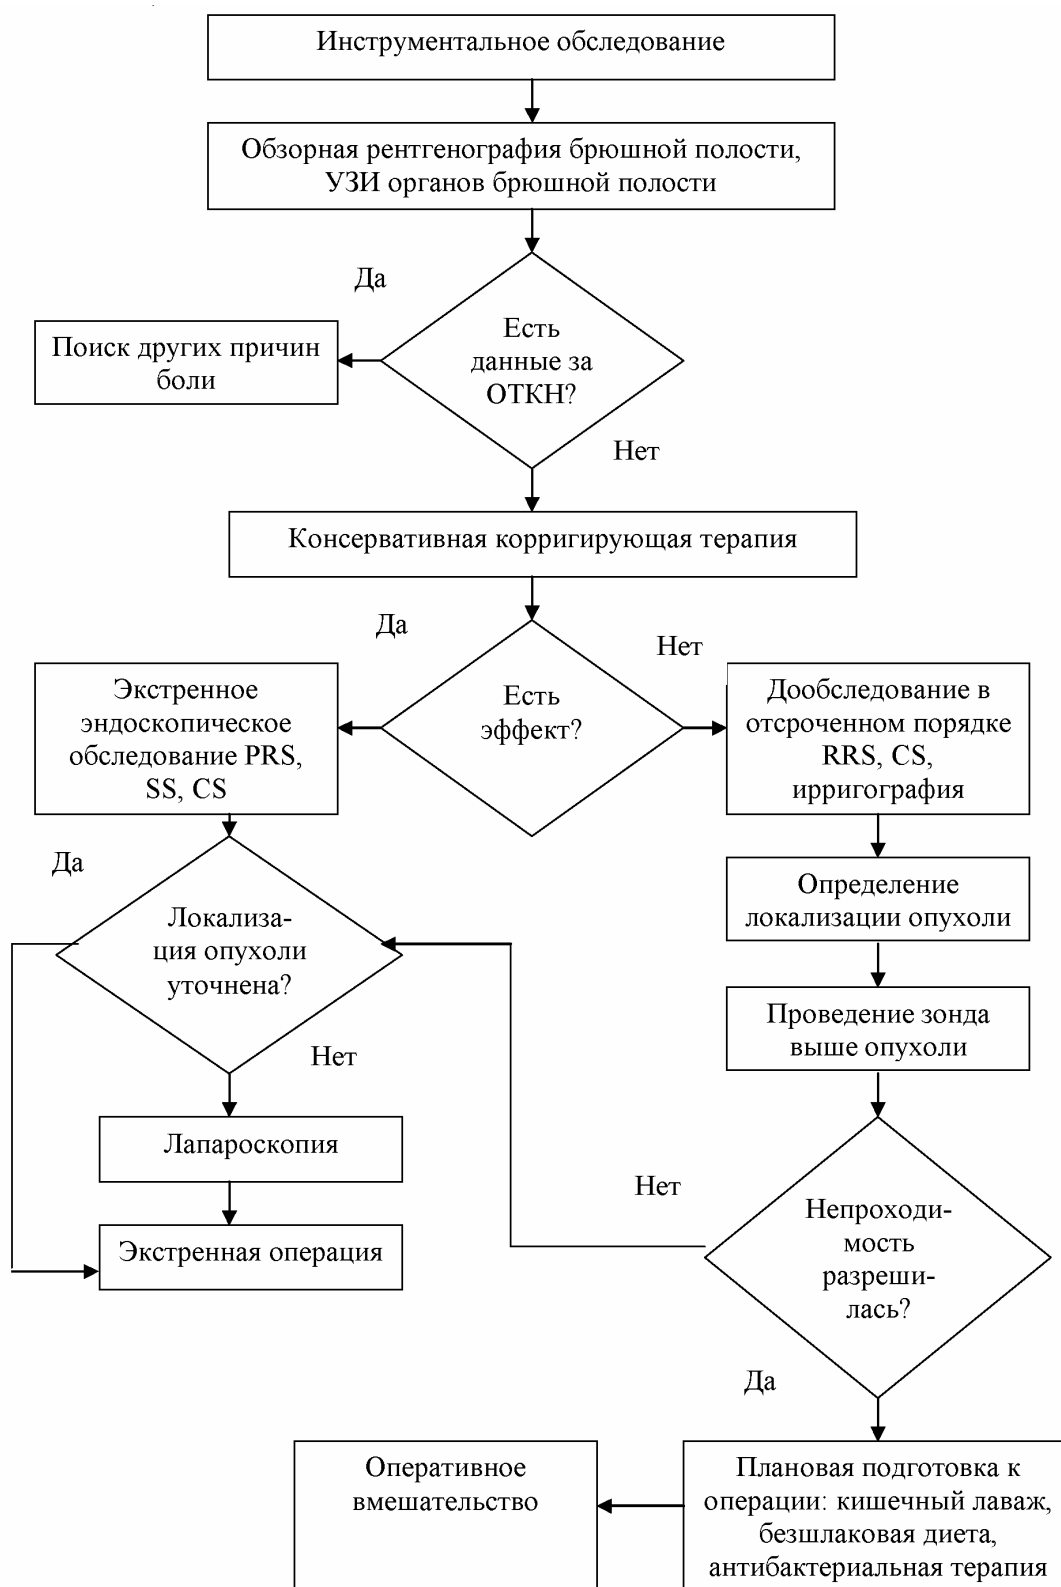 Инструментальное обследование
Обзорная рентгенография брюшной полости,
УЗИ органов брюшной полости
Да
Есть
данные за
ОТКН?
Поиск других причин
боли
Нет
Консервативная корригирующая терапия
Да
Нет
Есть
эффект?
Экстренное
эндоскопическое
обследование PRS,
SS, CS
Дообследование в
отсроченном порядке
RRS, CS,
ирригография
Да
Локализа-
ция опухоли
уточнена?
Определение
локализации опухоли
Проведение зонда
выше опухоли
Нет
Лапароскопия
Экстренная операция
Нет
Непроходи-
мость
разреши-
лась?
Да
Оперативное
вмешательство
Плановая подготовка к
операции: кишечный лаваж,
безшлаковая диета,
антибактериальная терапия